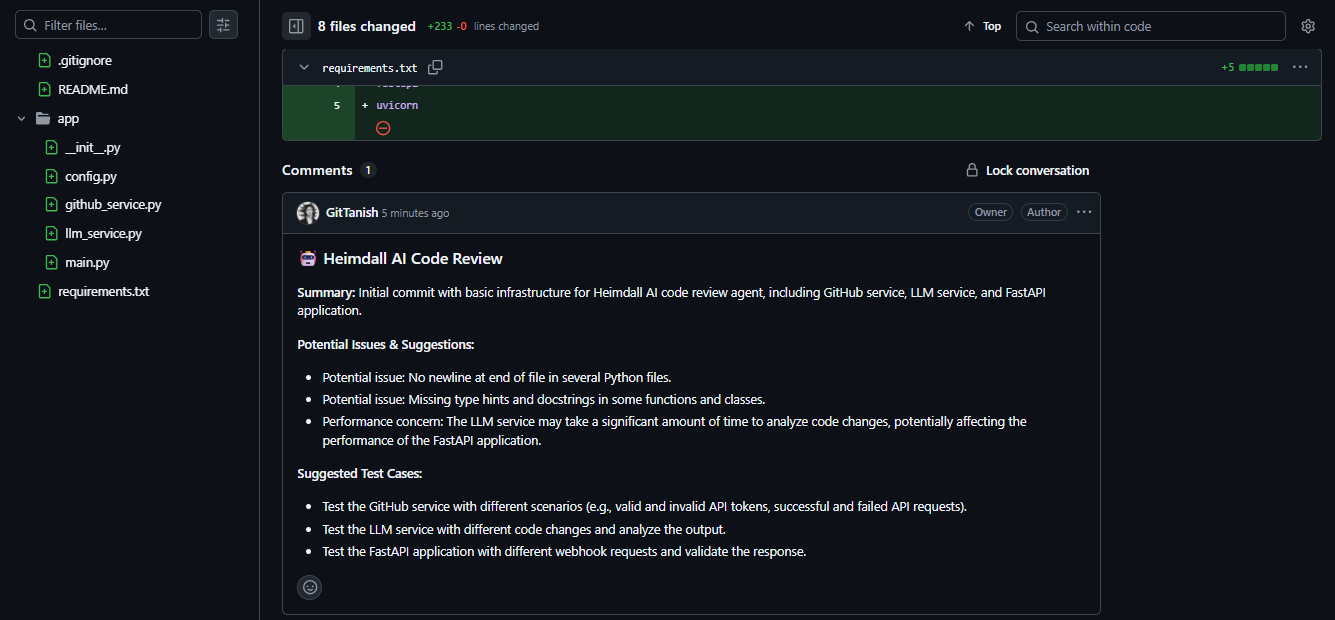 Filter files...
8 files changed +233 -0 lines changed
Top
Search within code
.gitignore
README.md
app
__init__.py
config.py
github_service.py
llm_service.py
main.py
requirements.txt
requirements.txt
+5
5 + uvicorn
Comments 1
Lock conversation
GitTanish 5 minutes ago
Owner
Author
Heimdall AI Code Review
Summary: Initial commit with basic infrastructure for Heimdall AI code review agent, including GitHub service, LLM service, and FastAPI
application.
Potential Issues & Suggestions:
• Potential issue: No newline at end of file in several Python files.
• Potential issue: Missing type hints and docstrings in some functions and classes.
• Performance concern: The LLM service may take a significant amount of time to analyze code changes, potentially affecting the
performance of the FastAPI application.
Suggested Test Cases:
• Test the GitHub service with different scenarios (e.g., valid and invalid API tokens, successful and failed API requests).
• Test the LLM service with different code changes and analyze the output.
• Test the FastAPI application with different webhook requests and validate the response.